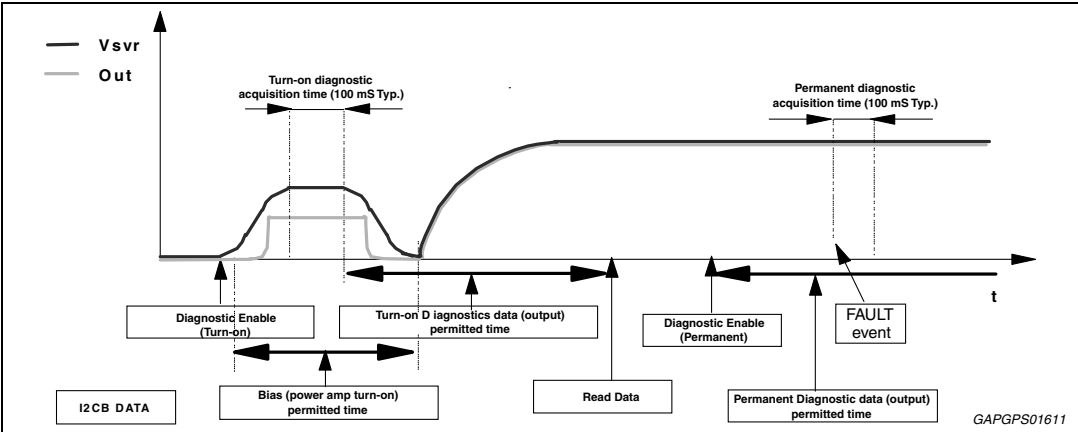 Vsvr
Out
Turn-on diagnostic
acquisition time (100 mS Typ.)
Permanent diagnostic
acquisition time (100 mS Typ.)
t
Diagnostic Enable
(Turn-on)
Turn-on D iagnostics data (output)
permitted time
Diagnostic Enable
(Permanent)
FAULT
event
I2CB DATA
Bias (power amp turn-on)
permitted time
Read Data
Permanent Diagnostic data (output)
permitted time
GAPGPS01611